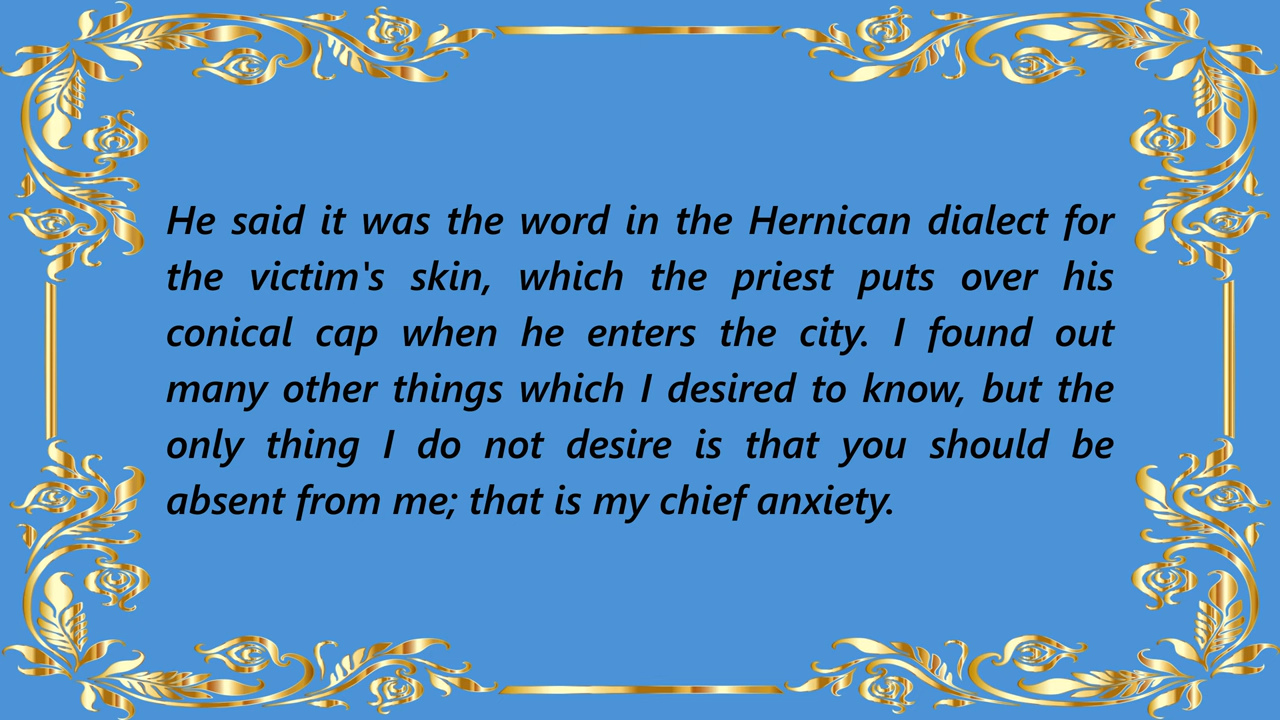 He said it was the word in the Hernican dialect for
the victim's skin, which the priest puts over his
conical cap when he enters the city. I found out
many other things which I desired to know, but the
only thing I do not desire is that you should be
absent from me; that is my chief anxiety.